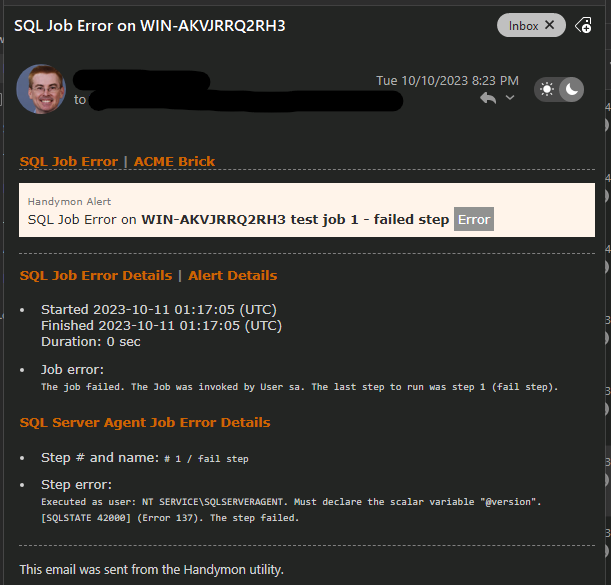 SQL Job Error on WIN-AKVJRRQ2RH3
Inbox
Tue 10/10/2023 8:23 PM
to
SQL Job Error | ACME Brick
Handymon Alert
SQL Job Error on WIN-AKVJRRQ2RH3 test job 1 - failed step Error
SQL Job Error Details | Alert Details
• Started 2023-10-11 01:17:05 (UTC)
Finished 2023-10-11 01:17:05 (UTC)
Duration: 0 sec
• Job error:
The job failed. The Job was invoked by User sa. The last step to run was step 1 (fail step).
SQL Server Agent Job Error Details
• Step # and name: # 1 / fail step
• Step error:
Executed as user: NT SERVICE\SQLSERVERAGENT. Must declare the scalar variable "@version".
[SQLSTATE 42000] (Error 137). The step failed.
This email was sent from the Handymon utility.